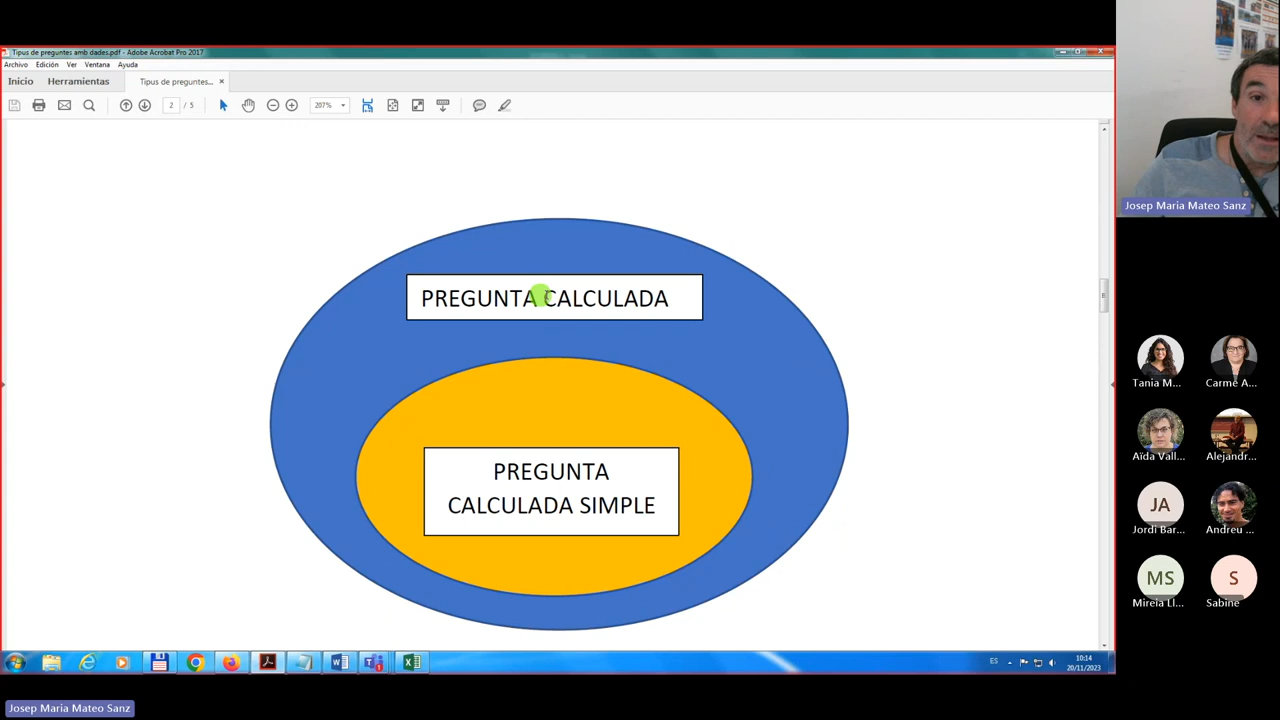 Tipus de preguntes amb dades.pdf - Adobe Acrobat Pro 2017
Archivo Edición Ver Ventana Ayuda
Inicio Herramientas Tipus de preguntes... ×
2 / 5 207%
PREGUNTA CALCULADA
PREGUNTA
CALCULADA SIMPLE
Josep Maria Mateo Sanz
Tania M... Carme A...
Aïda Vall... Alejandr...
JA
Jordi Bar... Andreu ...
MS S
Mireia Ll... Sabine
ES 10:14
20/11/2023
Josep Maria Mateo Sanz